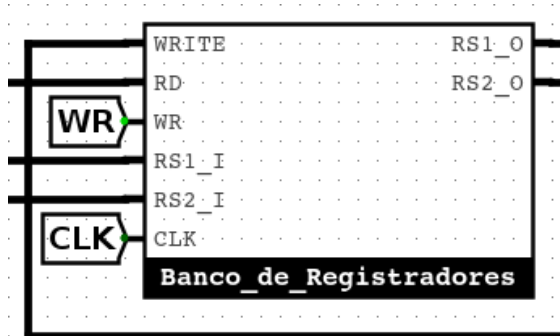 WRITE RS1_O
RD RS2_O
WR WR
RS1_I
RS2_I
CLK CLK
Banco_de_Registradores